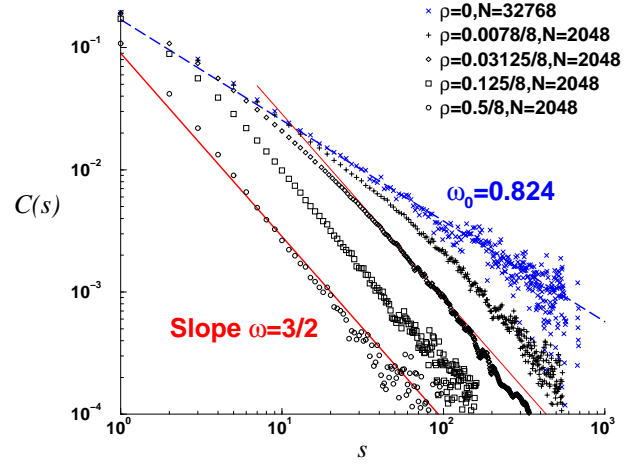 ρ=0,N=32768
ρ=0.0078/8,N=2048
ρ=0.03125/8,N=2048
ρ=0.125/8,N=2048
ρ=0.5/8,N=2048
10⁻¹
10⁻²
C(s)
ω₀=0.824
10⁻³
Slope ω=3/2
10⁻⁴
10⁰ 10¹ 10² 10³
s